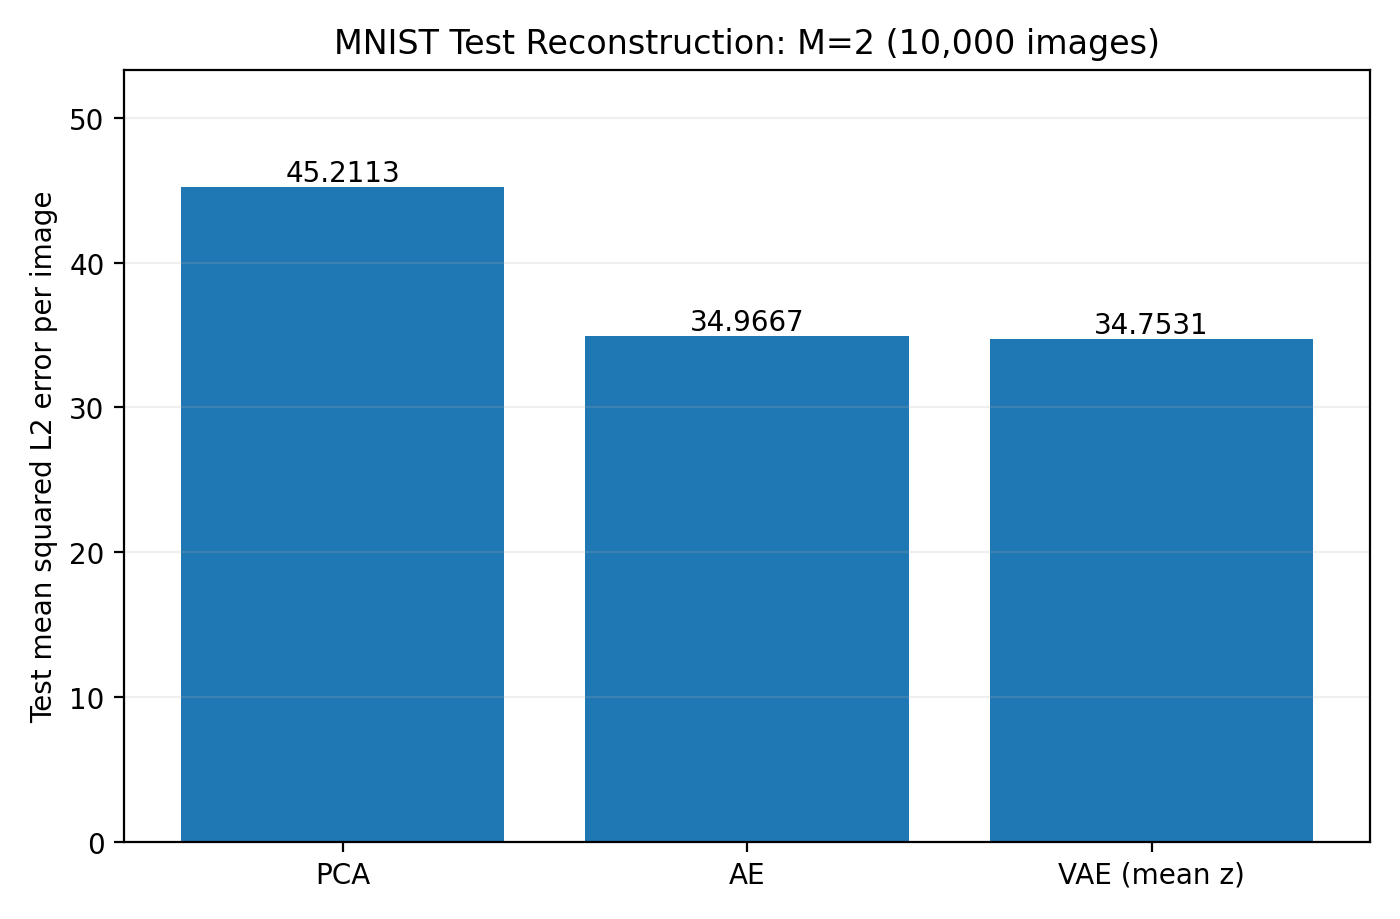 MNIST Test Reconstruction: M=2 (10,000 images)
Test mean squared L2 error per image
50
40
30
20
10
0
45.2113
34.9667
34.7531
PCA
AE
VAE (mean z)